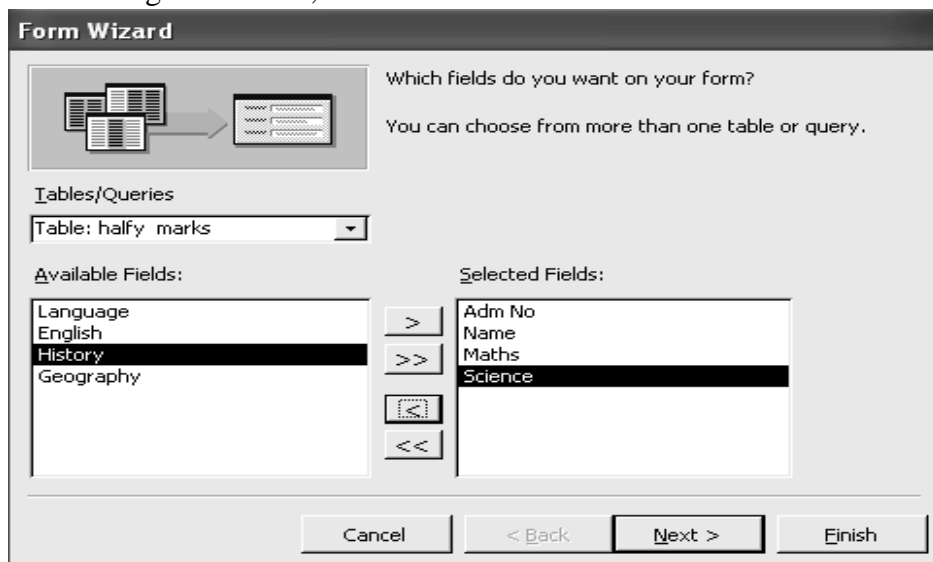 Form Wizard
Which fields do you want on your form?
You can choose from more than one table or query.
Tables/Queries
Table: halfy marks
Available Fields:
Selected Fields:
Language
English
History
Geography
>
>>
<
<<
Adm No
Name
Maths
Science
Cancel
< Back
Next >
Finish